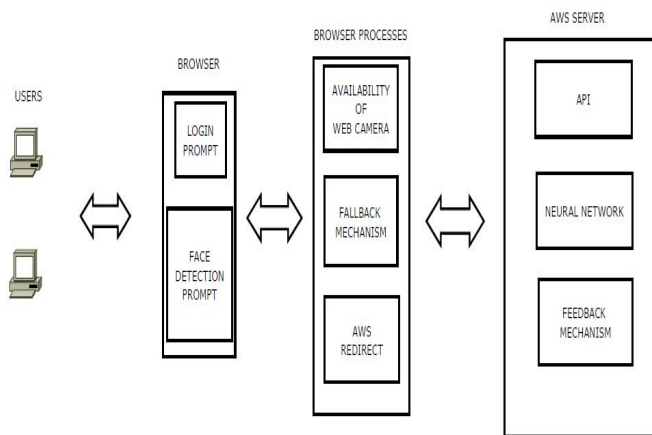 USERS
BROWSER
LOGIN
PROMPT
FACE
DETECTION
PROMPT
BROWSER PROCESSES
AVAILABILITY
OF
WEB CAMERA
FALLBACK
MECHANISM
AWS
REDIRECT
AWS SERVER
API
NEURAL NETWORK
FEEDBACK
MECHANISM